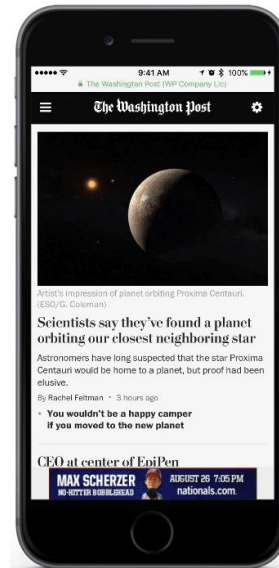 9:41 AM
100%
The Washington Post (WP Company Llc)
The Washington Post
Artist's impression of planet orbiting Proxima Centauri.
(ESO/G. Coleman)
Scientists say they've found a planet
orbiting our closest neighboring star
Astronomers have long suspected that the star Proxima
Centauri would be home to a planet, but proof had been
elusive.
By Rachel Feltman • 3 hours ago
• You wouldn't be a happy camper
if you moved to the new planet
CEO at center of EpiPen
MAX SCHERZER
NO-HITTER BOBBLEHEAD
AUGUST 26 7:05 PM
nationals.com